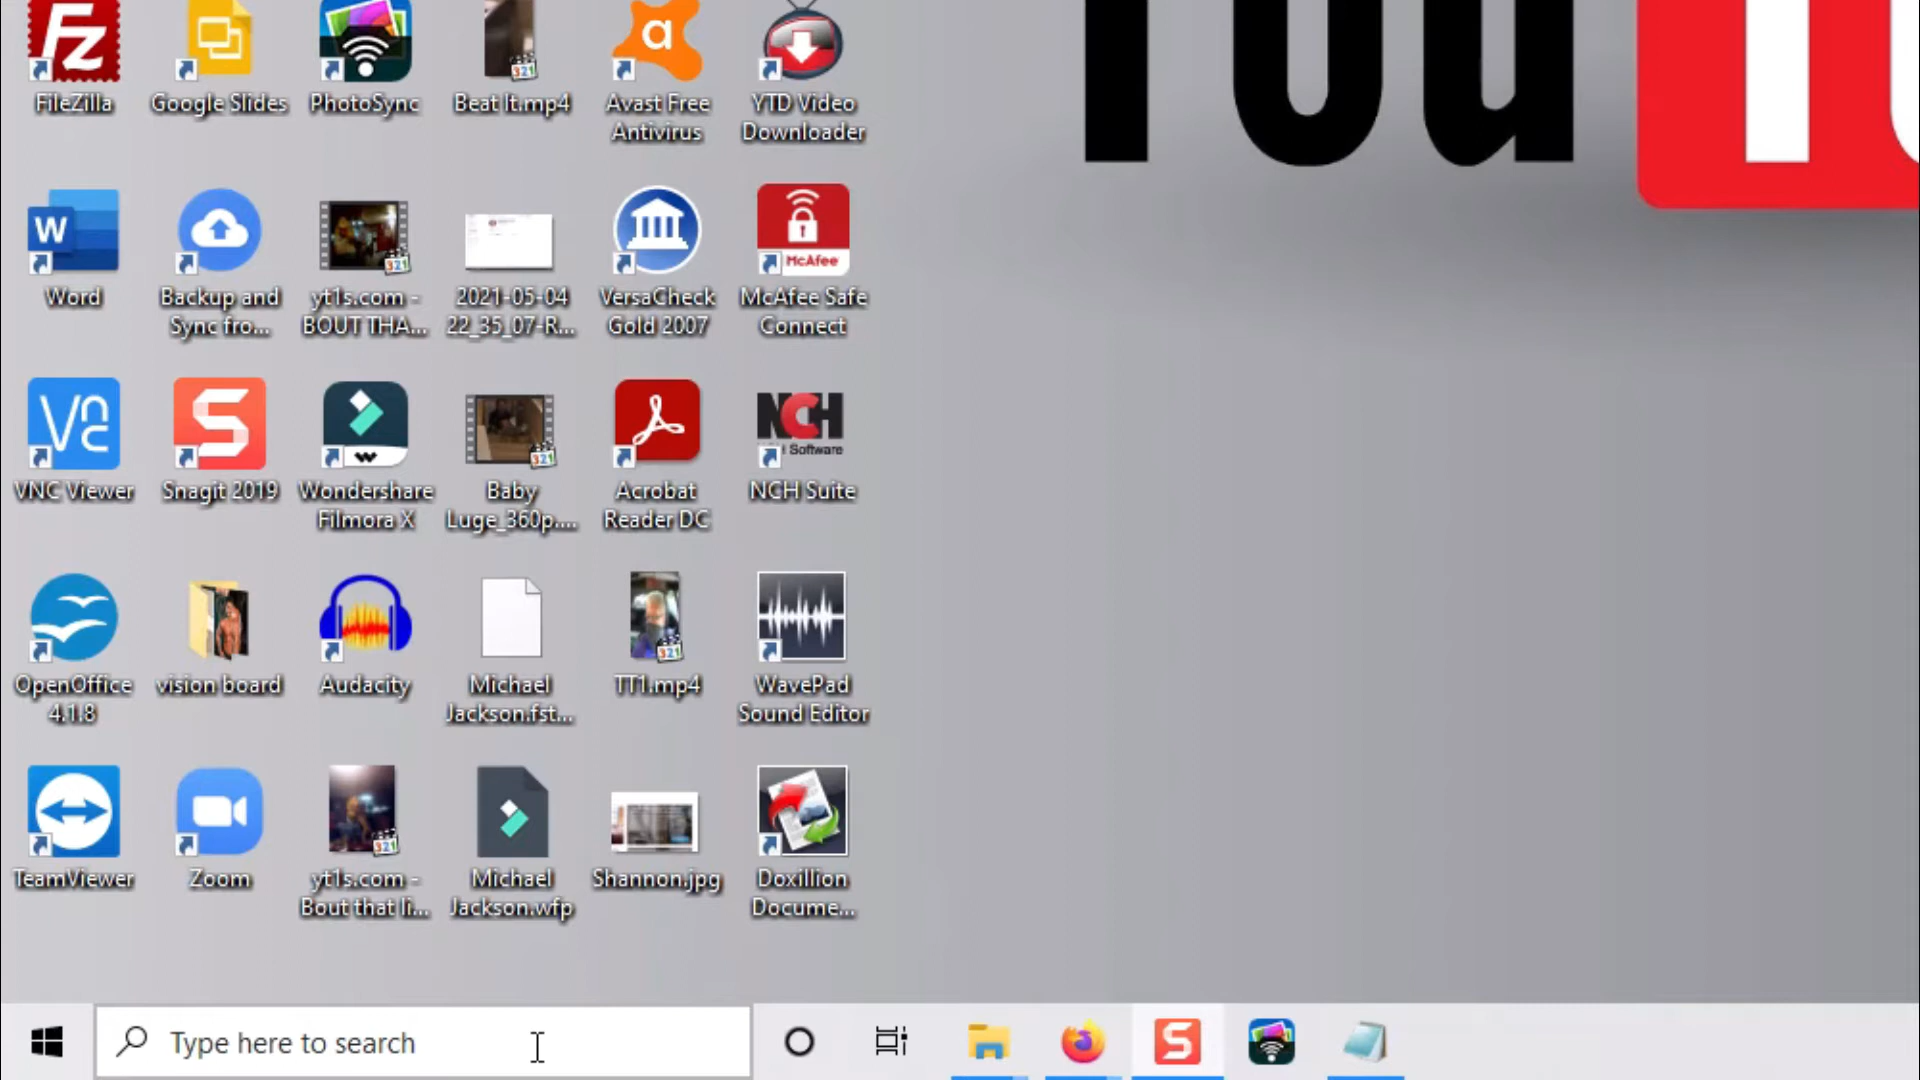 You Tu
FileZilla
Google Slides
PhotoSync
Beat It.mp4
Avast Free
Antivirus
YTD Video
Downloader
Word
Backup and
Sync fro...
yt1s.com -
BOUT THA...
2021-05-04
22_35_07-R...
VersaCheck
Gold 2007
McAfee
McAfee Safe
Connect
VNC Viewer
Snagit 2019
Wondershare
Filmora X
Baby
Luge_360p....
Acrobat
Reader DC
NCH
Software
NCH Suite
OpenOffice
4.1.8
vision board
Audacity
Michael
Jackson.fst...
TT1.mp4
WavePad
Sound Editor
TeamViewer
Zoom
yt1s.com -
Bout that li...
Michael
Jackson.wfp
Shannon.jpg
Doxillion
Docume...
Type here to search